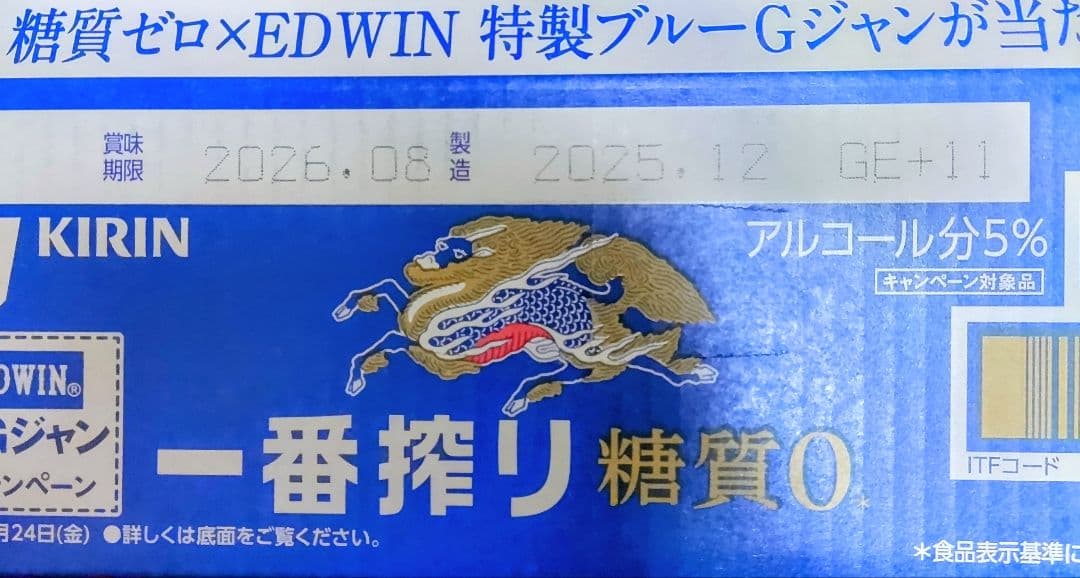 糖質ゼロ×EDWIN 特製ブルーGジャンが当た
賞味期限 2026.08 製造 2025.12 GE+11
KIRIN
アルコール分5%
キャンペーン対象品
DWIN®
Gジャン
ンペーン
一番搾り 糖質0*
ITFコード
月24日(金) ●詳しくは底面をご覧ください。
*食品表示基準に